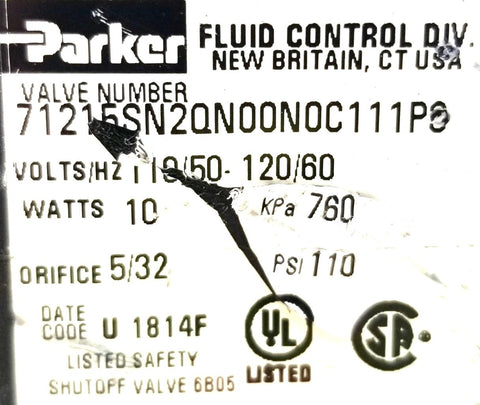 Parker
FLUID CONTROL DIV.
NEW BRITAIN, CT USA
VALVE NUMBER
71215SN2QN00N0C111P3
VOLTS/HZ 110/50- 120/60
WATTS 10 KPa 760
ORIFICE 5/32 PSI 110
DATE CODE U 1814F
UL
LISTED
SA
LISTED SAFETY
SHUTOFF VALVE 6B05